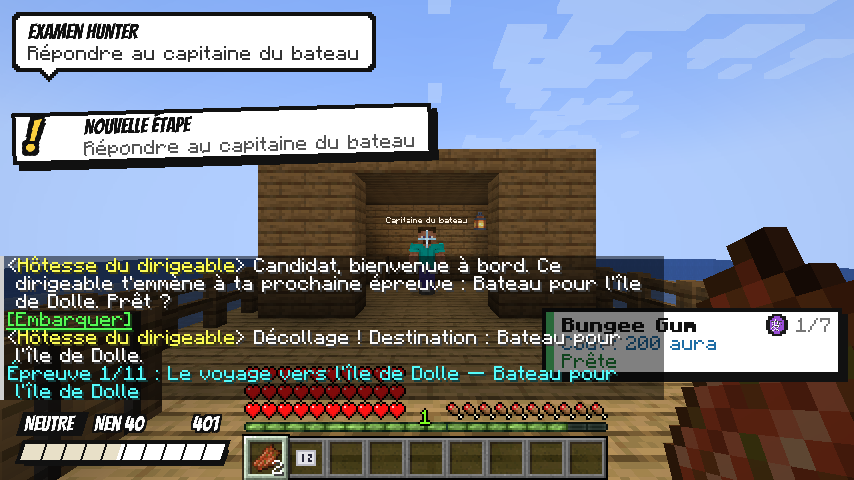 EXAMEN HUNTER
Répondre au capitaine du bateau
NOUVELLE ÉTAPE
Répondre au capitaine du bateau
Capitaine du bateau
<Hôtesse du dirigeable> Candidat, bienvenue à bord. Ce
dirigeable t'emmène à ta prochaine épreuve : Bateau pour l'île
de Dolle. Prêt ?
[Embarquer]
<Hôtesse du dirigeable> Décollage ! Destination : Bateau pour
l'île de Dolle.
Épreuve 1/11 : Le voyage vers l'île de Dolle — Bateau pour
l'île de Dolle
Bungee Gum 1/7
Coût : 200 aura
Prête
NEUTRE NEN 40 401
1
2
12